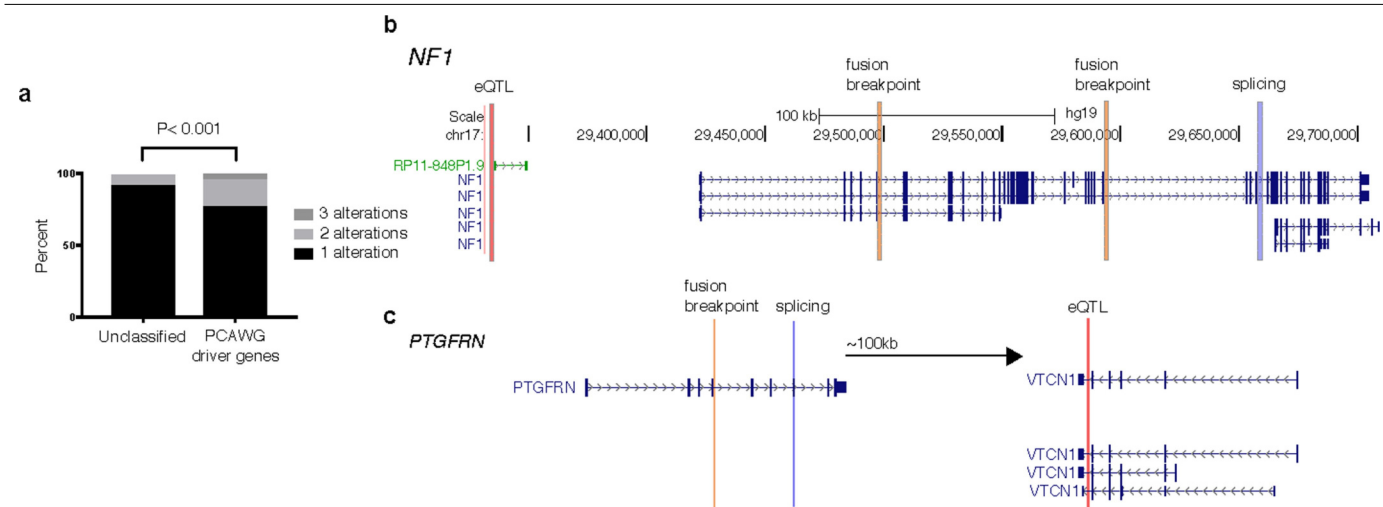 a
P< 0.001
100
50
0
Percent
3 alterations
2 alterations
1 alteration
Unclassified
PCAWG
driver genes
b
NF1
eQTL
fusion
breakpoint
fusion
breakpoint
splicing
Scale
100 kb
hg19
chr17:
29,400,000
29,450,000
29,500,000
29,550,000
29,600,000
29,650,000
29,700,000
RP11-848P1.9
NF1
NF1
NF1
NF1
NF1
c
PTGFRN
fusion
breakpoint
splicing
eQTL
~100kb
PTGFRN
VTCN1
VTCN1
VTCN1
VTCN1